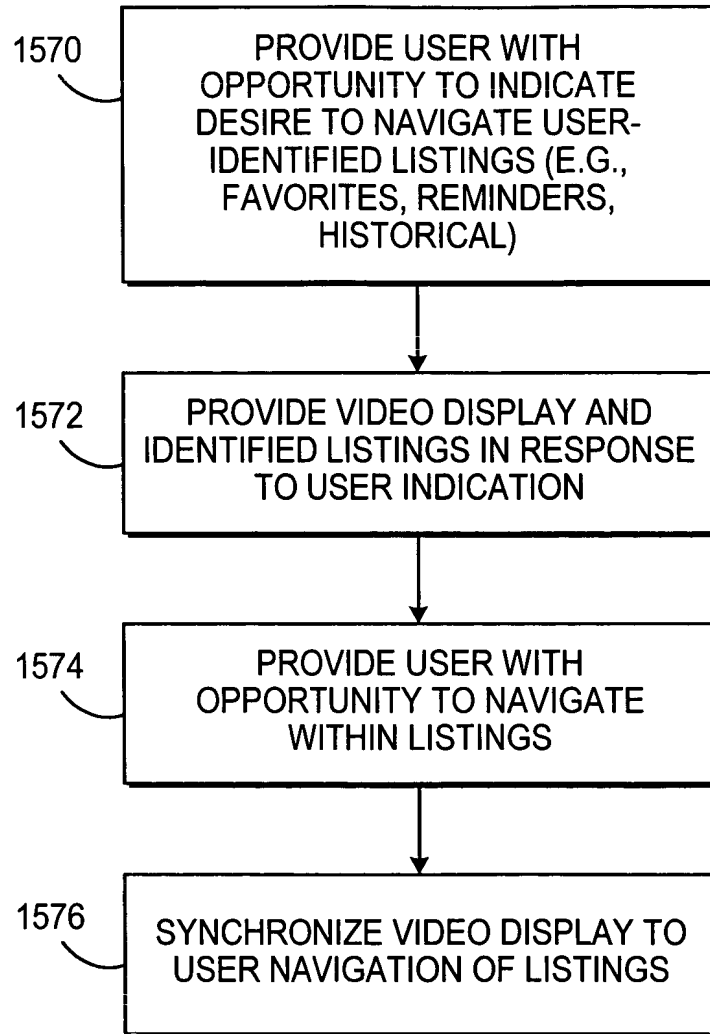 1570
PROVIDE USER WITH
OPPORTUNITY TO INDICATE
DESIRE TO NAVIGATE USER-
IDENTIFIED LISTINGS (E.G.,
FAVORITES, REMINDERS,
HISTORICAL)
1572
PROVIDE VIDEO DISPLAY AND
IDENTIFIED LISTINGS IN RESPONSE
TO USER INDICATION
1574
PROVIDE USER WITH
OPPORTUNITY TO NAVIGATE
WITHIN LISTINGS
1576
SYNCHRONIZE VIDEO DISPLAY TO
USER NAVIGATION OF LISTINGS